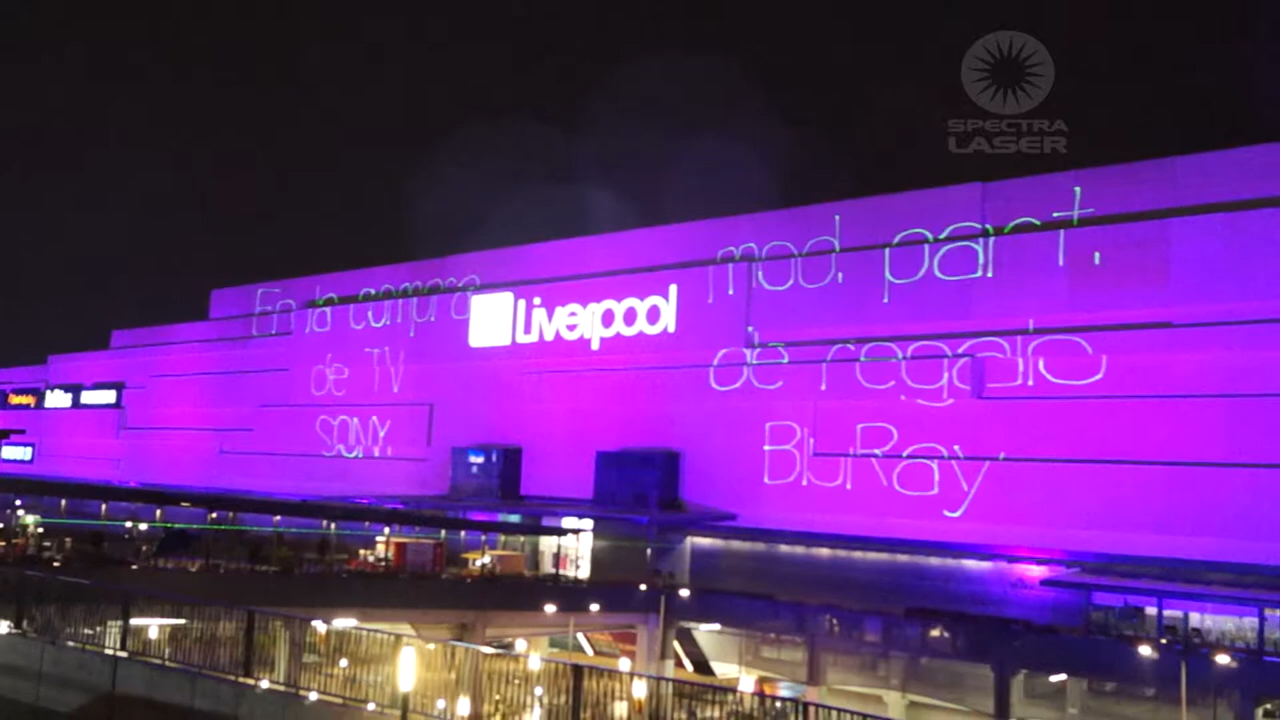 SPECTRA
LASER
En la compra
de TV
SONY.
Liverpool
mod. part.
de regalo
BluRay